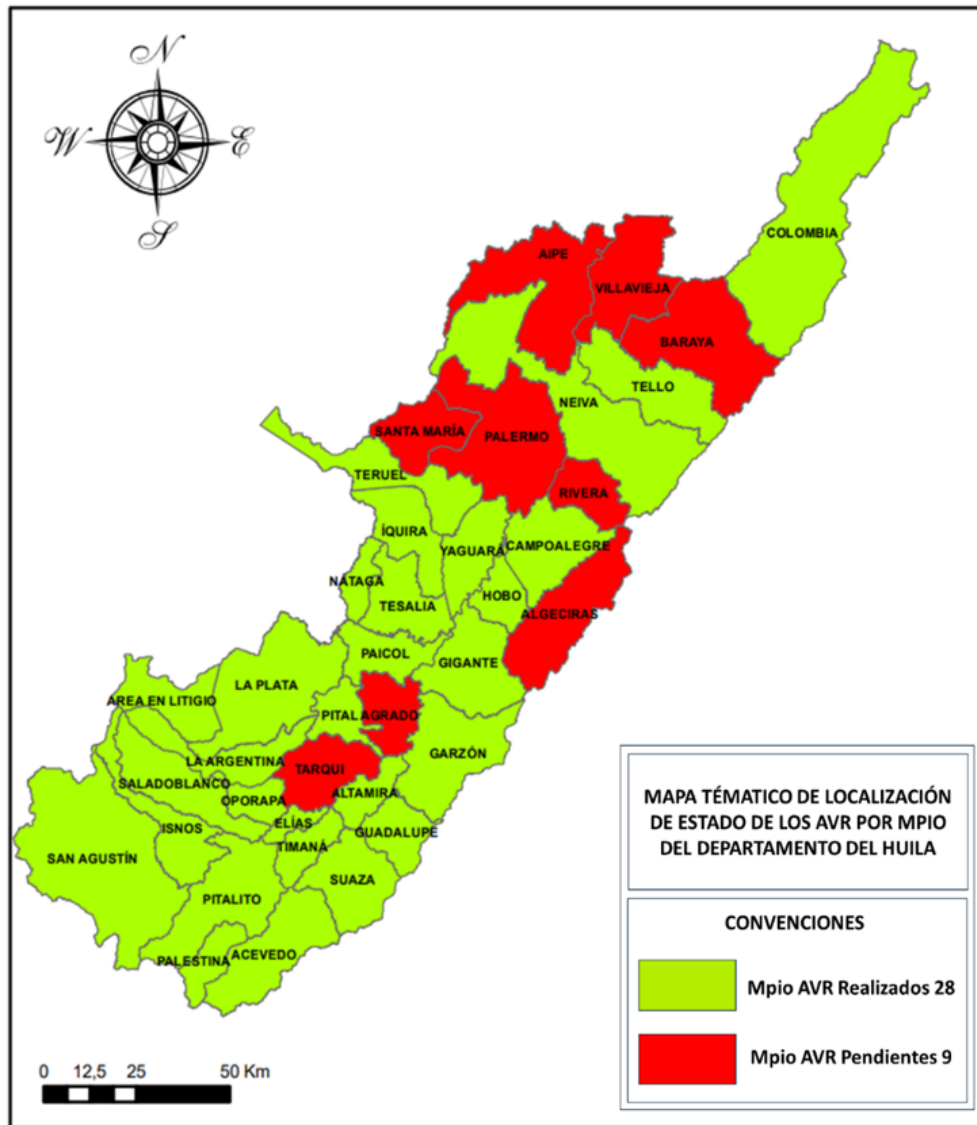 N
W
E
S
COLOMBIA
AIPE
VILLAVIEJA
BARAYA
TELLO
NEIVA
SANTA MARÍA
PALERMO
TERUEL
RIVERA
ÍQUIRA
YAGUARÁ
CAMPOALEGRE
NÁTAGA
TESALIA
HOBO
ALGECIRAS
PAICOL
GIGANTE
LA PLATA
AREA EN LITIGIO
PITAL
AGRADO
GARZÓN
LA ARGENTINA
TARQUI
SALADOBLANCO
OPORAPA
ALTAMIRA
ELÍAS
ISNOS
TIMANÁ
GUADALUPE
SAN AGUSTÍN
SUAZA
PITALITO
PALESTINA
ACEVEDO
MAPA TÉMATICO DE LOCALIZACIÓN
DE ESTADO DE LOS AVR POR MPIO
DEL DEPARTAMENTO DEL HUILA
CONVENCIONES
Mpio AVR Realizados 28
Mpio AVR Pendientes 9
0 12,5 25 50 Km